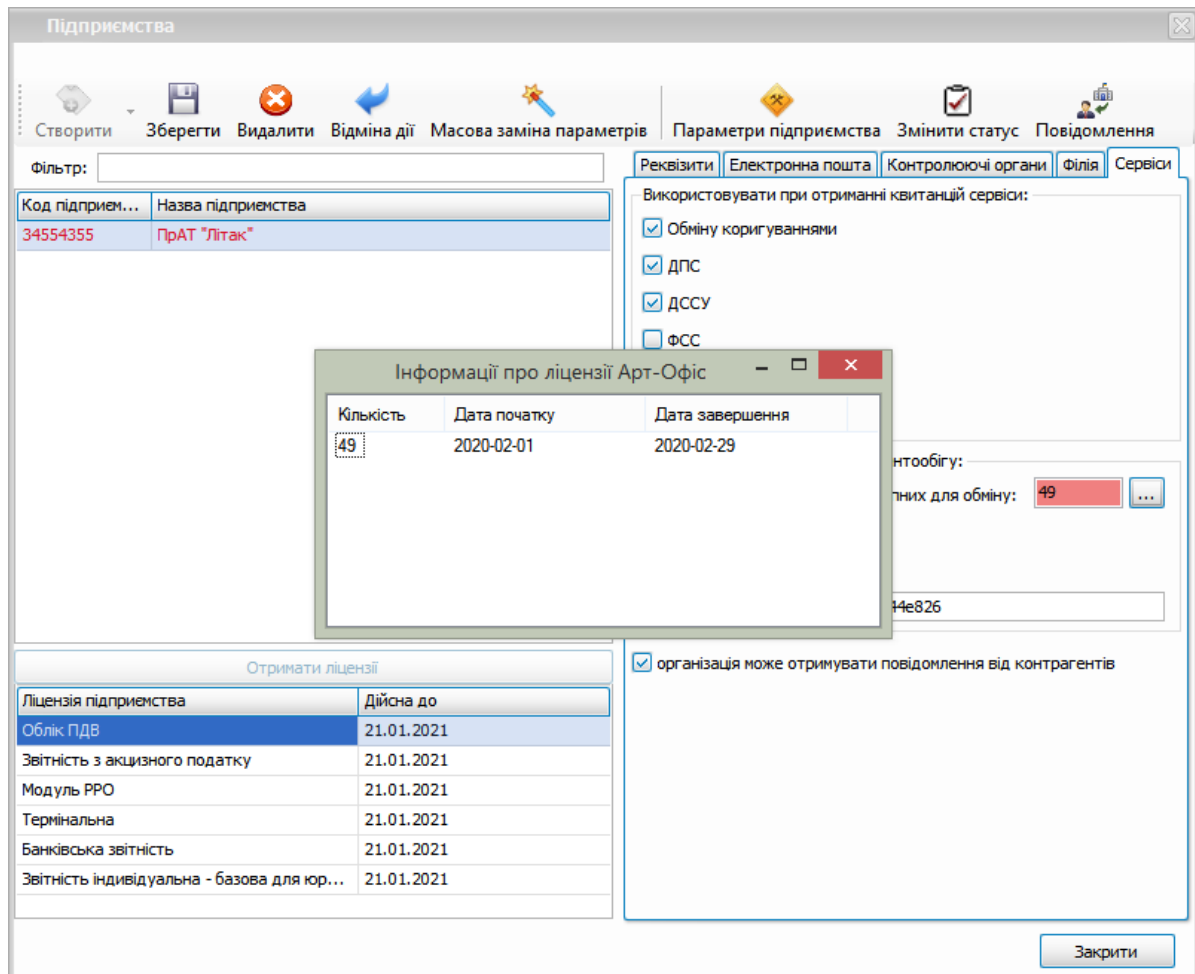 Підприємства
Створити Зберегти Видалити Відміна дії Масова заміна параметрів Параметри підприємства Змінити статус Повідомлення
Фільтр:
Код підприєм... Назва підприємства
34554355 ПрАТ "Літак"
Реквізити Електронна пошта Контролюючі органи Філія Сервіси
Використовувати при отриманні квитанцій сервіси:
Обміну коригуваннями
ДПС
ДССУ
ФСС
Інформації про ліцензії Арт-Офіс
Кількість Дата початку Дата завершення
49 2020-02-01 2020-02-29
нтообігу:
пних для обміну: 49 ...
44e826
організація може отримувати повідомлення від контрагентів
Отримати ліцензії
Ліцензія підприємства Дійсна до
Облік ПДВ 21.01.2021
Звітність з акцизного податку 21.01.2021
Модуль РРО 21.01.2021
Термінальна 21.01.2021
Банківська звітність 21.01.2021
Звітність індивідуальна - базова для юр... 21.01.2021
Закрити